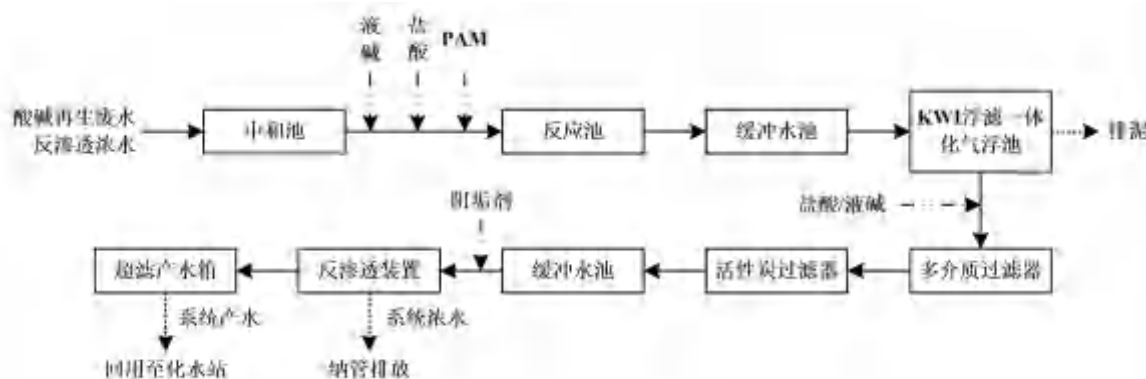 液碱
盐酸
PAM
酸碱再生废水
反渗透浓水
中和池
反应池
缓冲水池
KWI浮滤一体
化气浮池
排泥
盐酸/液碱
阻垢剂
超滤产水箱
反渗透装置
缓冲水池
活性炭过滤器
多介质过滤器
系统产水
系统浓水
回用至化水站
纳管排放